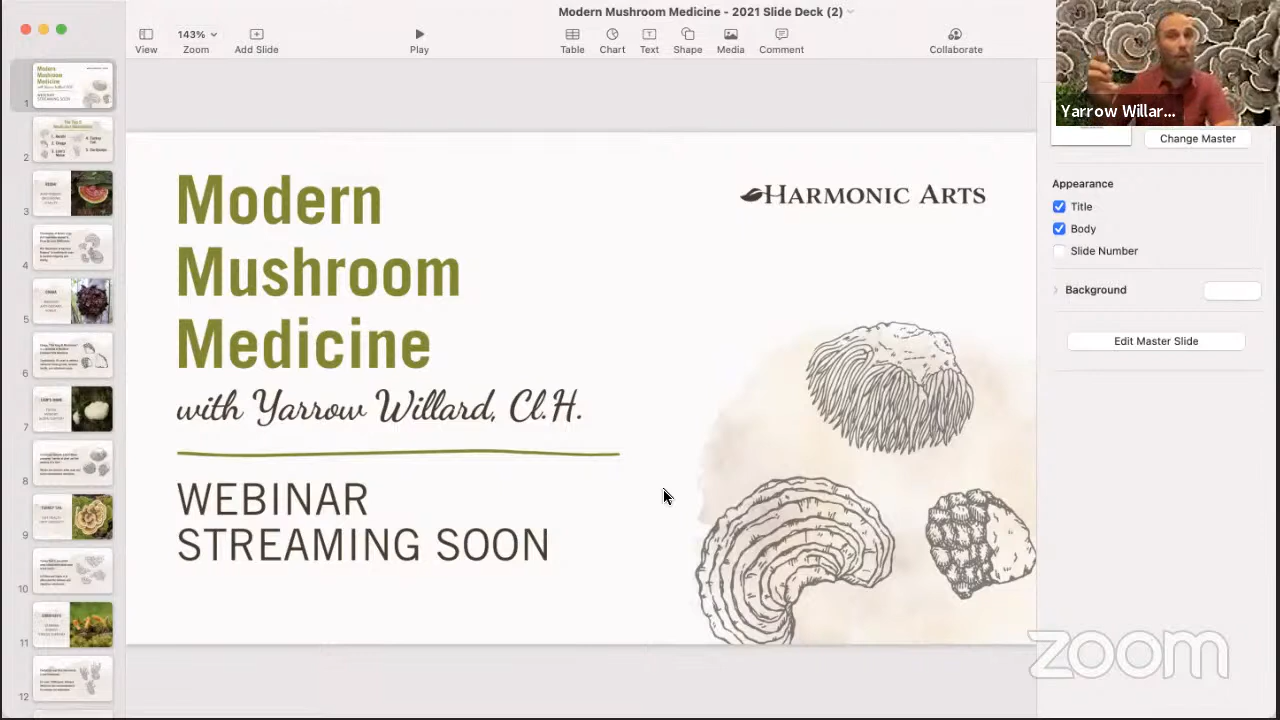 Modern Mushroom Medicine - 2021 Slide Deck (2)
143%
View
Zoom
Add Slide
Play
Table
Chart
Text
Shape
Media
Comment
Collaborate
Yarrow Willar...
Change Master
Appearance
Title
Body
Slide Number
Background
Edit Master Slide
HARMONIC ARTS
Modern
Mushroom
Medicine
with Yarrow Willard, Cl.H.
WEBINAR
STREAMING SOON
1
2
3
4
5
6
7
8
9
10
11
12
zoom